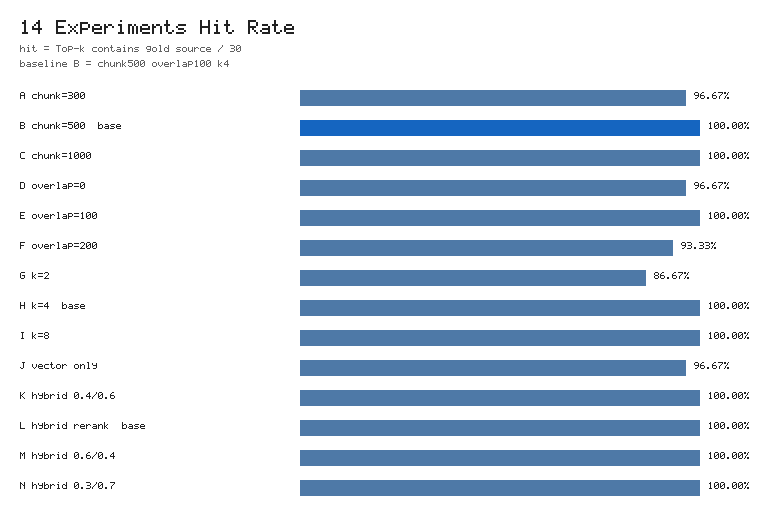 14 Experiments Hit Rate
hit = Top-k contains gold source / 30
baseline B = chunk500 overlap100 k4
A chunk=300 96.67%
B chunk=500 base 100.00%
C chunk=1000 100.00%
D overlap=0 96.67%
E overlap=100 100.00%
F overlap=200 93.33%
G k=2 86.67%
H k=4 base 100.00%
I k=8 100.00%
J vector only 96.67%
K hybrid 0.4/0.6 100.00%
L hybrid rerank base 100.00%
M hybrid 0.6/0.4 100.00%
N hybrid 0.3/0.7 100.00%